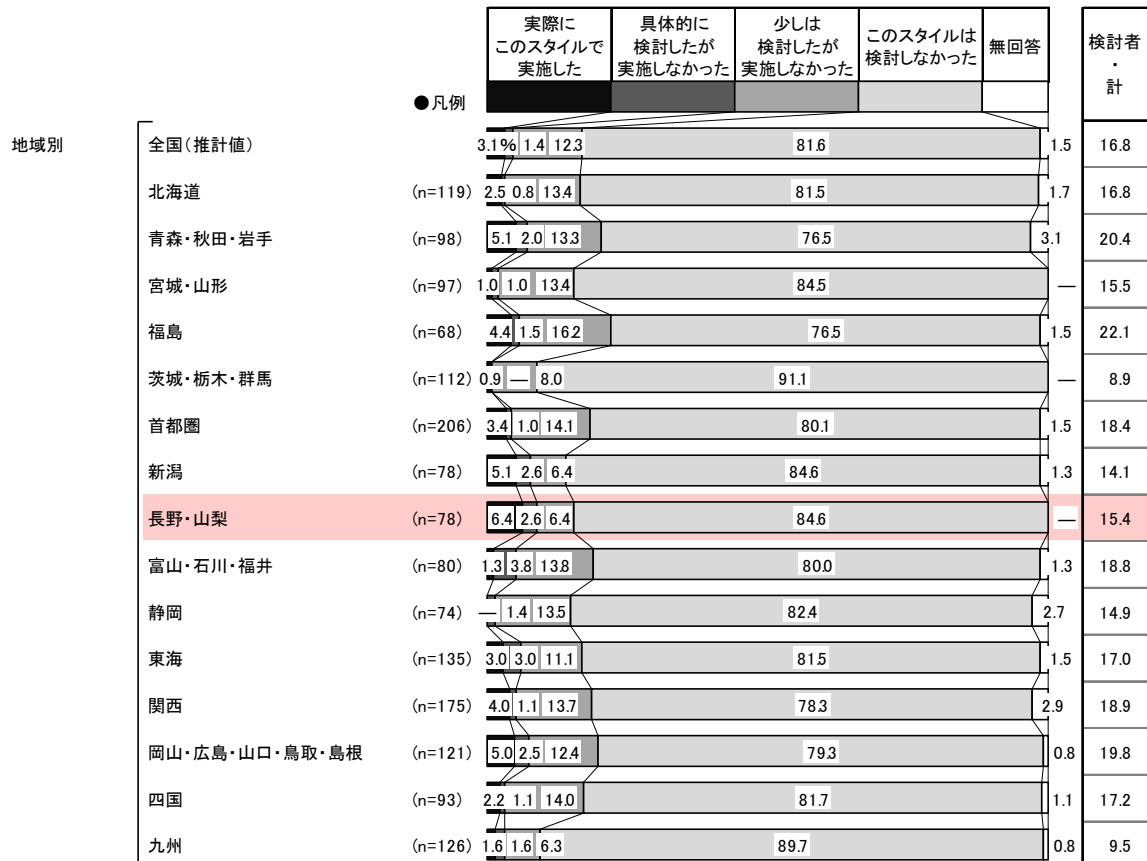 実際に
このスタイルで
実施した
具体的に
検討したが
実施しなかった
少しは
検討したが
実施しなかった
このスタイルは
検討しなかった
無回答
検討者
・
計
●凡例
地域別
全国(推計値) 3.1% 1.4 12.3 81.6 1.5 16.8
北海道 (n=119) 2.5 0.8 13.4 81.5 1.7 16.8
青森・秋田・岩手 (n=98) 5.1 2.0 13.3 76.5 3.1 20.4
宮城・山形 (n=97) 1.0 1.0 13.4 84.5 — 15.5
福島 (n=68) 4.4 1.5 16.2 76.5 1.5 22.1
茨城・栃木・群馬 (n=112) 0.9 — 8.0 91.1 — 8.9
首都圏 (n=206) 3.4 1.0 14.1 80.1 1.5 18.4
新潟 (n=78) 5.1 2.6 6.4 84.6 1.3 14.1
長野・山梨 (n=78) 6.4 2.6 6.4 84.6 — 15.4
富山・石川・福井 (n=80) 1.3 3.8 13.8 80.0 1.3 18.8
静岡 (n=74) — 1.4 13.5 82.4 2.7 14.9
東海 (n=135) 3.0 3.0 11.1 81.5 1.5 17.0
関西 (n=175) 4.0 1.1 13.7 78.3 2.9 18.9
岡山・広島・山口・鳥取・島根 (n=121) 5.0 2.5 12.4 79.3 0.8 19.8
四国 (n=93) 2.2 1.1 14.0 81.7 1.1 17.2
九州 (n=126) 1.6 1.6 6.3 89.7 0.8 9.5